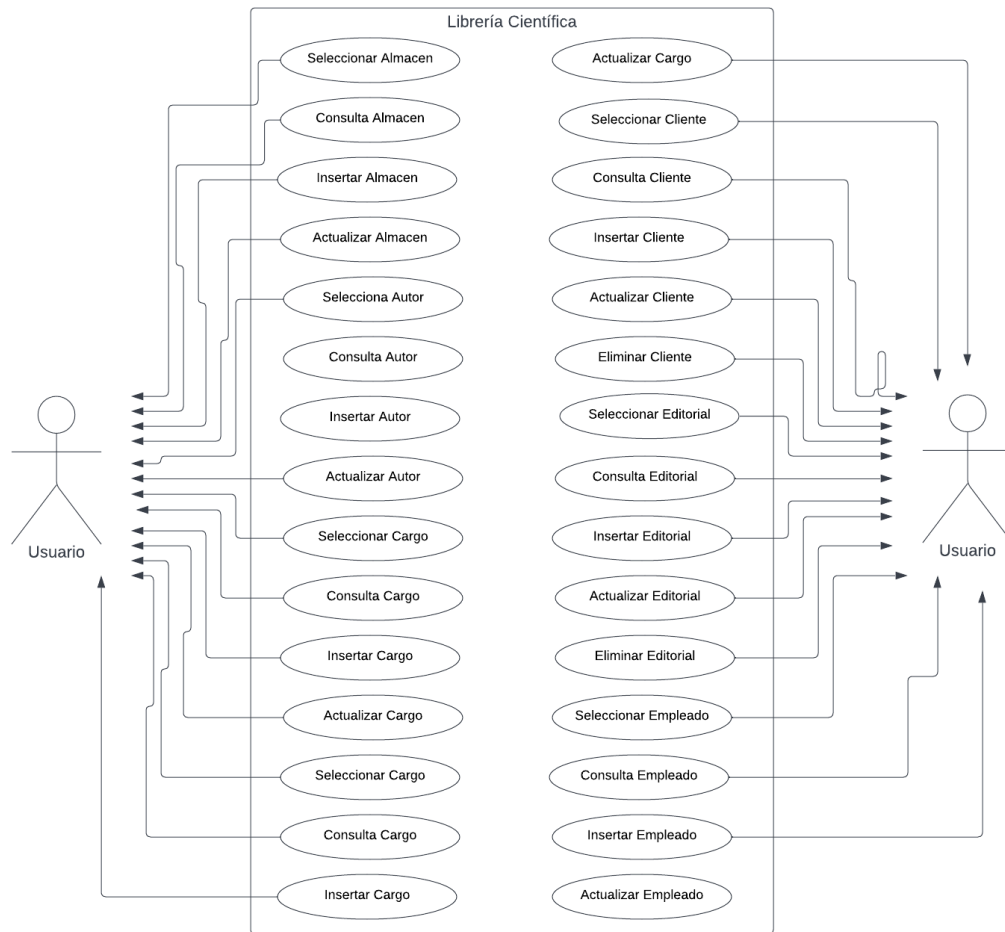 Librería Científica
Seleccionar Almacen
Consulta Almacen
Insertar Almacen
Actualizar Almacen
Selecciona Autor
Consulta Autor
Insertar Autor
Actualizar Autor
Seleccionar Cargo
Consulta Cargo
Insertar Cargo
Actualizar Cargo
Seleccionar Cargo
Consulta Cargo
Insertar Cargo
Actualizar Cargo
Seleccionar Cliente
Consulta Cliente
Insertar Cliente
Actualizar Cliente
Eliminar Cliente
Seleccionar Editorial
Consulta Editorial
Insertar Editorial
Actualizar Editorial
Eliminar Editorial
Seleccionar Empleado
Consulta Empleado
Insertar Empleado
Actualizar Empleado
Usuario
Usuario